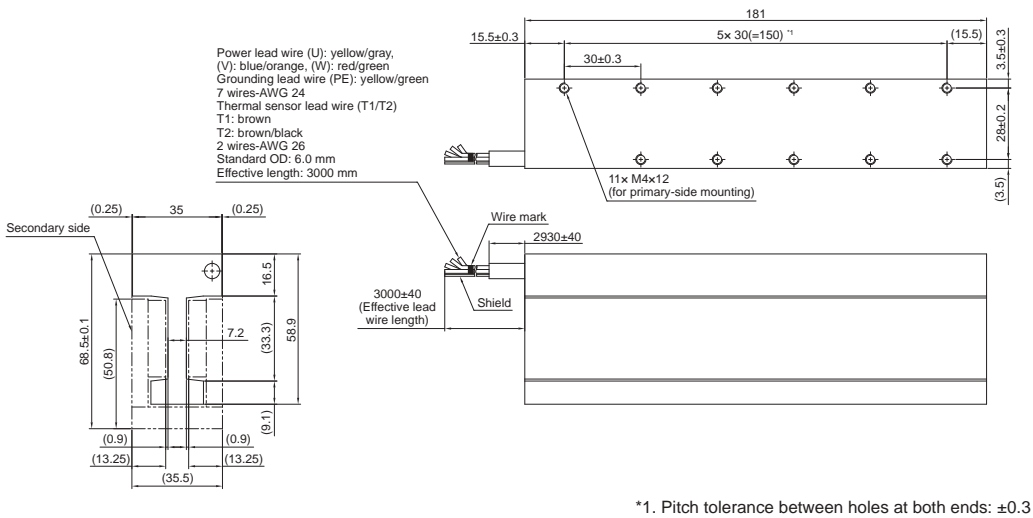 181
15.5±0.3
5× 30(=150) *1
(15.5)
30±0.3
3.5±0.3
28±0.2
(3.5)
11× M4×12
(for primary-side mounting)
Power lead wire (U): yellow/gray,
(V): blue/orange, (W): red/green
Grounding lead wire (PE): yellow/green
7 wires-AWG 24
Thermal sensor lead wire (T1/T2)
T1: brown
T2: brown/black
2 wires-AWG 26
Standard OD: 6.0 mm
Effective length: 3000 mm
(0.25)
35
(0.25)
Secondary side
16.5
68.5±0.1
(50.8)
7.2
(33.3)
58.9
(9.1)
(0.9)
(0.9)
(13.25)
(13.25)
(35.5)
Wire mark
2930±40
3000±40
(Effective lead
wire length)
Shield
*1. Pitch tolerance between holes at both ends: ±0.3